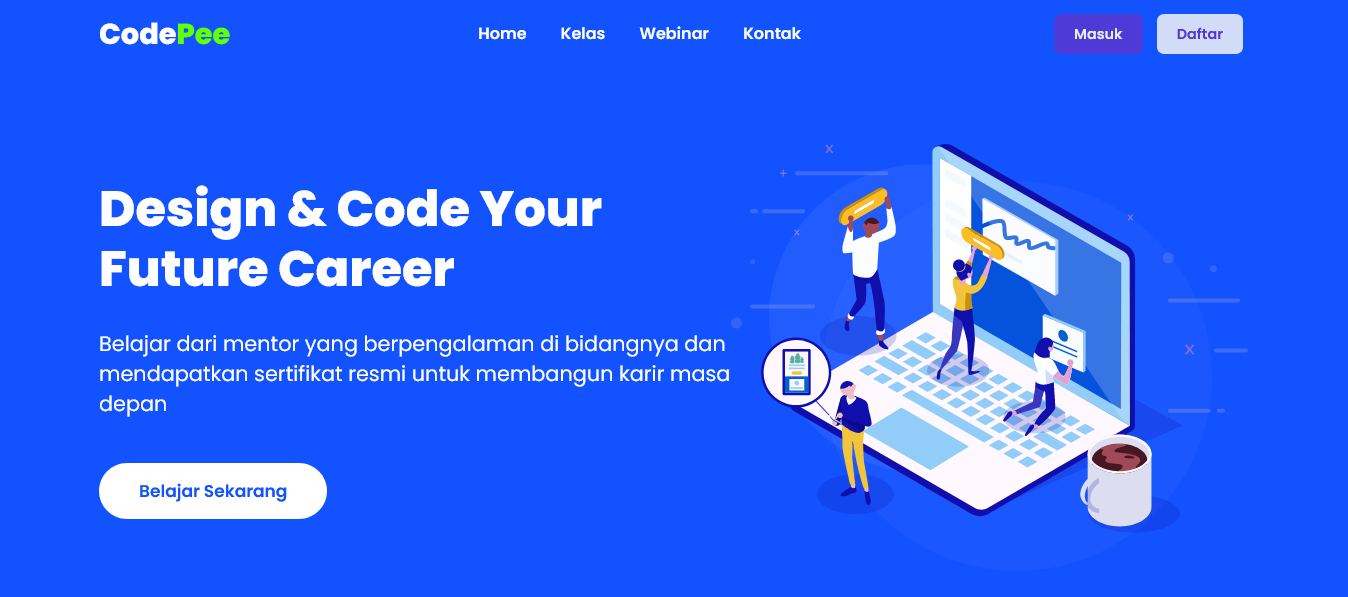 CodePee
Home
Kelas
Webinar
Kontak
Masuk
Daftar
Design & Code Your
Future Career
Belajar dari mentor yang berpengalaman di bidangnya dan
mendapatkan sertifikat resmi untuk membangun karir masa
depan
Belajar Sekarang